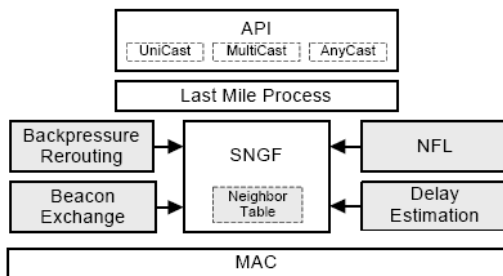 API
UniCast MultiCast AnyCast
Last Mile Process
Backpressure
Rerouting
SNGF
NFL
Beacon
Exchange
Neighbor
Table
Delay
Estimation
MAC